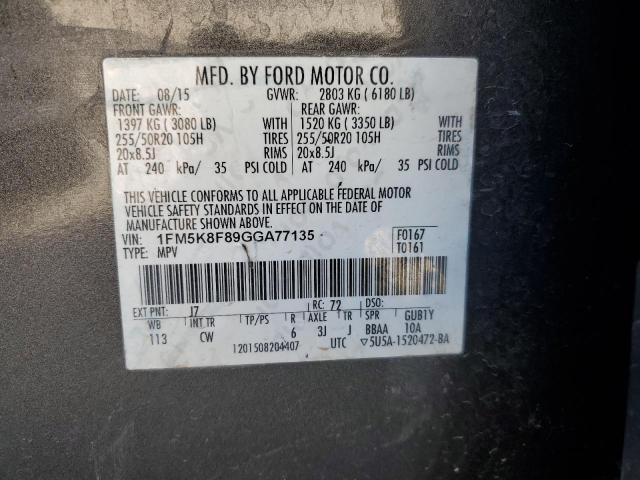 MFD. BY FORD MOTOR CO.
DATE: 08/15 GVWR: 2803 KG ( 6180 LB)
FRONT GAWR: REAR GAWR:
1397 KG ( 3080 LB) WITH 1520 KG ( 3350 LB) WITH
255/50R20 105H TIRES 255/50R20 105H TIRES
20x8.5J RIMS 20x8.5J RIMS
AT 240 kPa/ 35 PSI COLD AT 240 kPa/ 35 PSI COLD
THIS VEHICLE CONFORMS TO ALL APPLICABLE FEDERAL MOTOR
VEHICLE SAFETY STANDARDS IN EFFECT ON THE DATE OF
MANUFACTURE SHOWN ABOVE.
VIN: 1FM5K8F89GGA77135 F0167
TYPE: MPV T0161
EXT PNT: J7 RC: 72 DSO:
WB INT TR TP/PS R AXLE TR SPR GUB1Y
113 CW 6 3J J BBAA 10A
1201508204407 UTC 5U5A-1520472-BA